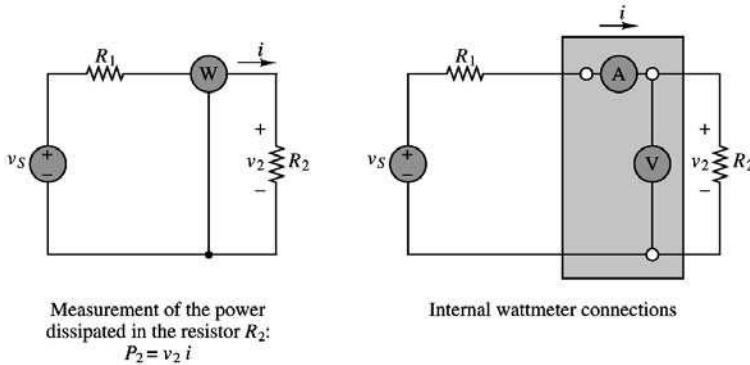 i
R1
W
i
+
vS
+
−
v2
R2
−
Measurement of the power
dissipated in the resistor R2:
P2 = v2 i
i
R1
A
+
vS
+
−
V
v2
R2
−
Internal wattmeter connections